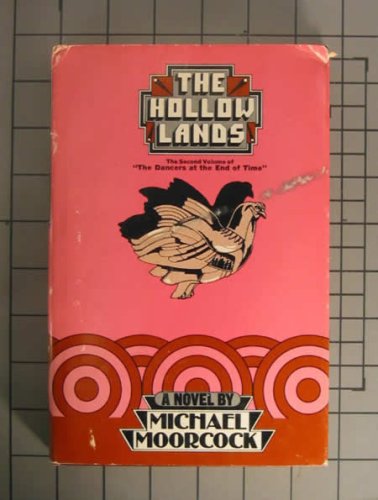 THE
HOLLOW
LANDS
The Second Volume of
"The Dancers at the End of Time"
A NOVEL BY
MICHAEL
MOORCOCK